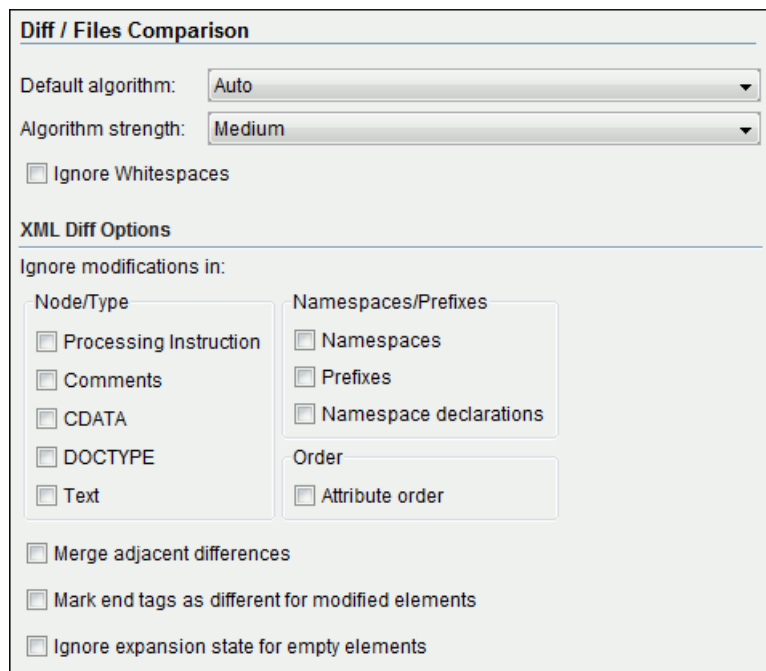 Diff / Files Comparison
Default algorithm: Auto
Algorithm strength: Medium
Ignore Whitespaces
XML Diff Options
Ignore modifications in:
Node/Type
Processing Instruction
Comments
CDATA
DOCTYPE
Text
Namespaces/Prefixes
Namespaces
Prefixes
Namespace declarations
Order
Attribute order
Merge adjacent differences
Mark end tags as different for modified elements
Ignore expansion state for empty elements